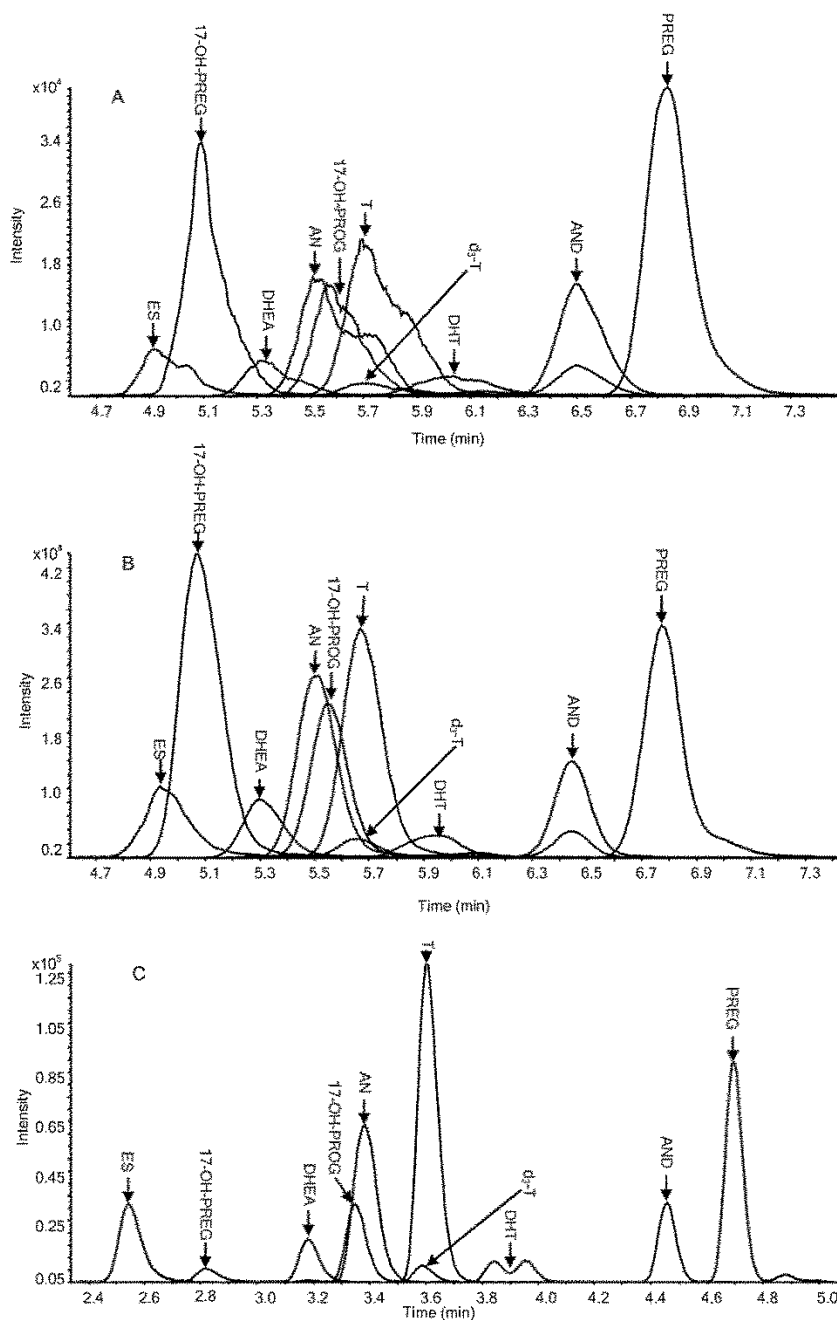 A
x10⁴
3.4
2.6
1.8
1.0
0.2
Intensity
ES
17-OH-PREG
DHEA
AN
17-OH-PROG
T
d₃-T
DHT
AND
PREG
4.7 4.9 5.1 5.3 5.5 5.7 5.9 6.1 6.3 6.5 6.7 6.9 7.1 7.3
Time (min)
B
4.2
3.4
2.6
1.8
1.0
0.2
Intensity
ES
17-OH-PREG
DHEA
AN
17-OH-PROG
T
d₃-T
DHT
AND
PREG
4.7 4.9 5.1 5.3 5.5 5.7 5.9 6.1 6.3 6.5 6.7 6.9 7.1 7.3
Time (min)
C
x10⁵
1.25
1.05
0.85
0.65
0.45
0.25
0.05
Intensity
ES
17-OH-PREG
DHEA
17-OH-PROG
AN
T
d₃-T
DHT
AND
PREG
2.4 2.6 2.8 3.0 3.2 3.4 3.6 3.8 4.0 4.2 4.4 4.6 4.8 5.0
Time (min)